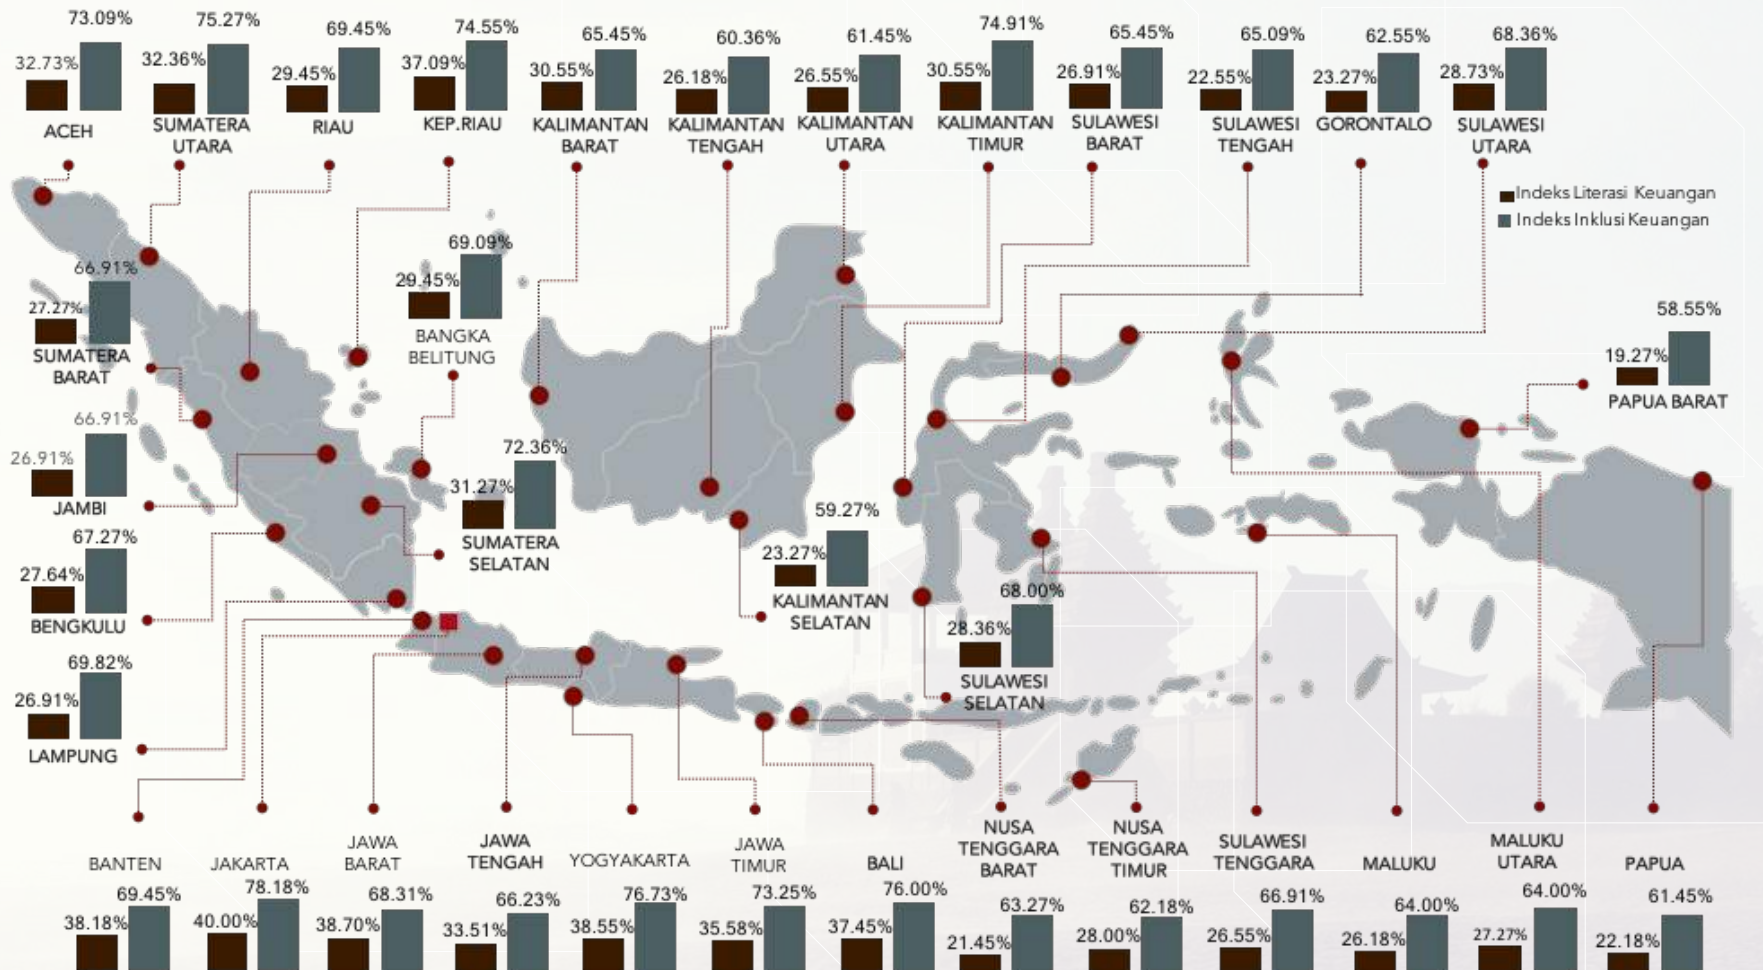 73.09%
32.73%
ACEH
75.27%
32.36%
SUMATERA
UTARA
69.45%
29.45%
RIAU
74.55%
37.09%
KEP.RIAU
65.45%
30.55%
KALIMANTAN
BARAT
60.36%
26.18%
KALIMANTAN
TENGAH
61.45%
26.55%
KALIMANTAN
UTARA
74.91%
30.55%
KALIMANTAN
TIMUR
65.45%
26.91%
SULAWESI
BARAT
65.09%
22.55%
SULAWESI
TENGAH
62.55%
23.27%
GORONTALO
68.36%
28.73%
SULAWESI
UTARA
Indeks Literasi Keuangan
Indeks Inklusi Keuangan
66.91%
27.27%
SUMATERA
BARAT
69.09%
29.45%
BANGKA
BELITUNG
58.55%
19.27%
PAPUA BARAT
66.91%
26.91%
JAMBI
72.36%
31.27%
SUMATERA
SELATAN
67.27%
27.64%
BENGKULU
59.27%
23.27%
KALIMANTAN
SELATAN
68.00%
28.36%
SULAWESI
SELATAN
69.82%
26.91%
LAMPUNG
BANTEN
69.45%
38.18%
JAKARTA
78.18%
40.00%
JAWA
BARAT
68.31%
38.70%
JAWA
TENGAH
66.23%
33.51%
YOGYAKARTA
76.73%
38.55%
JAWA
TIMUR
73.25%
35.58%
BALI
76.00%
37.45%
NUSA
TENGGARA
BARAT
63.27%
21.45%
NUSA
TENGGARA
TIMUR
62.18%
28.00%
SULAWESI
TENGGARA
66.91%
26.55%
MALUKU
64.00%
26.18%
MALUKU
UTARA
64.00%
27.27%
PAPUA
61.45%
22.18%